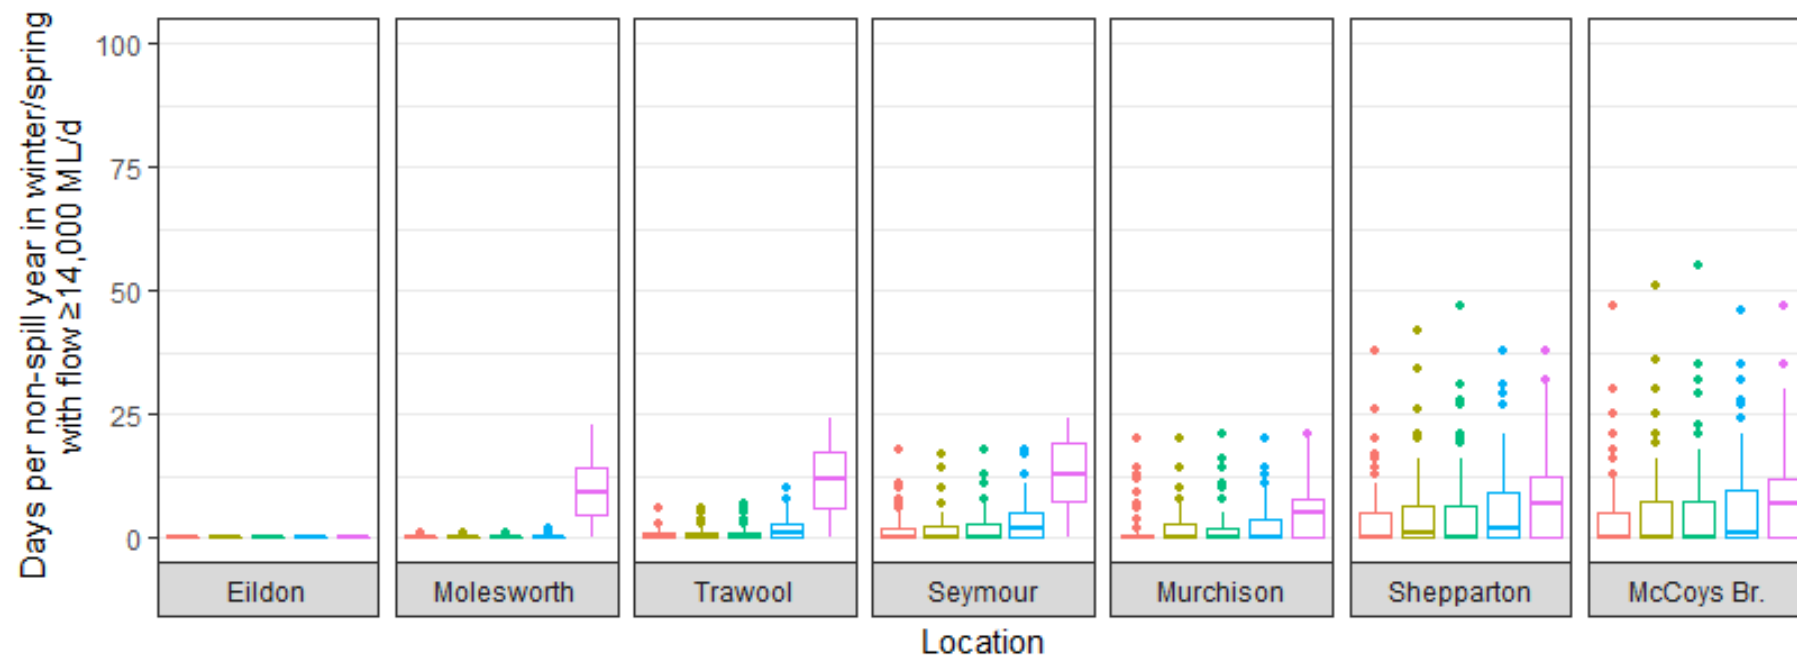 Days per non-spill year in winter/spring
with flow ≥14,000 ML/d
100
75
50
25
0
Eildon
Molesworth
Trawool
Seymour
Murchison
Shepparton
McCoys Br.
Location